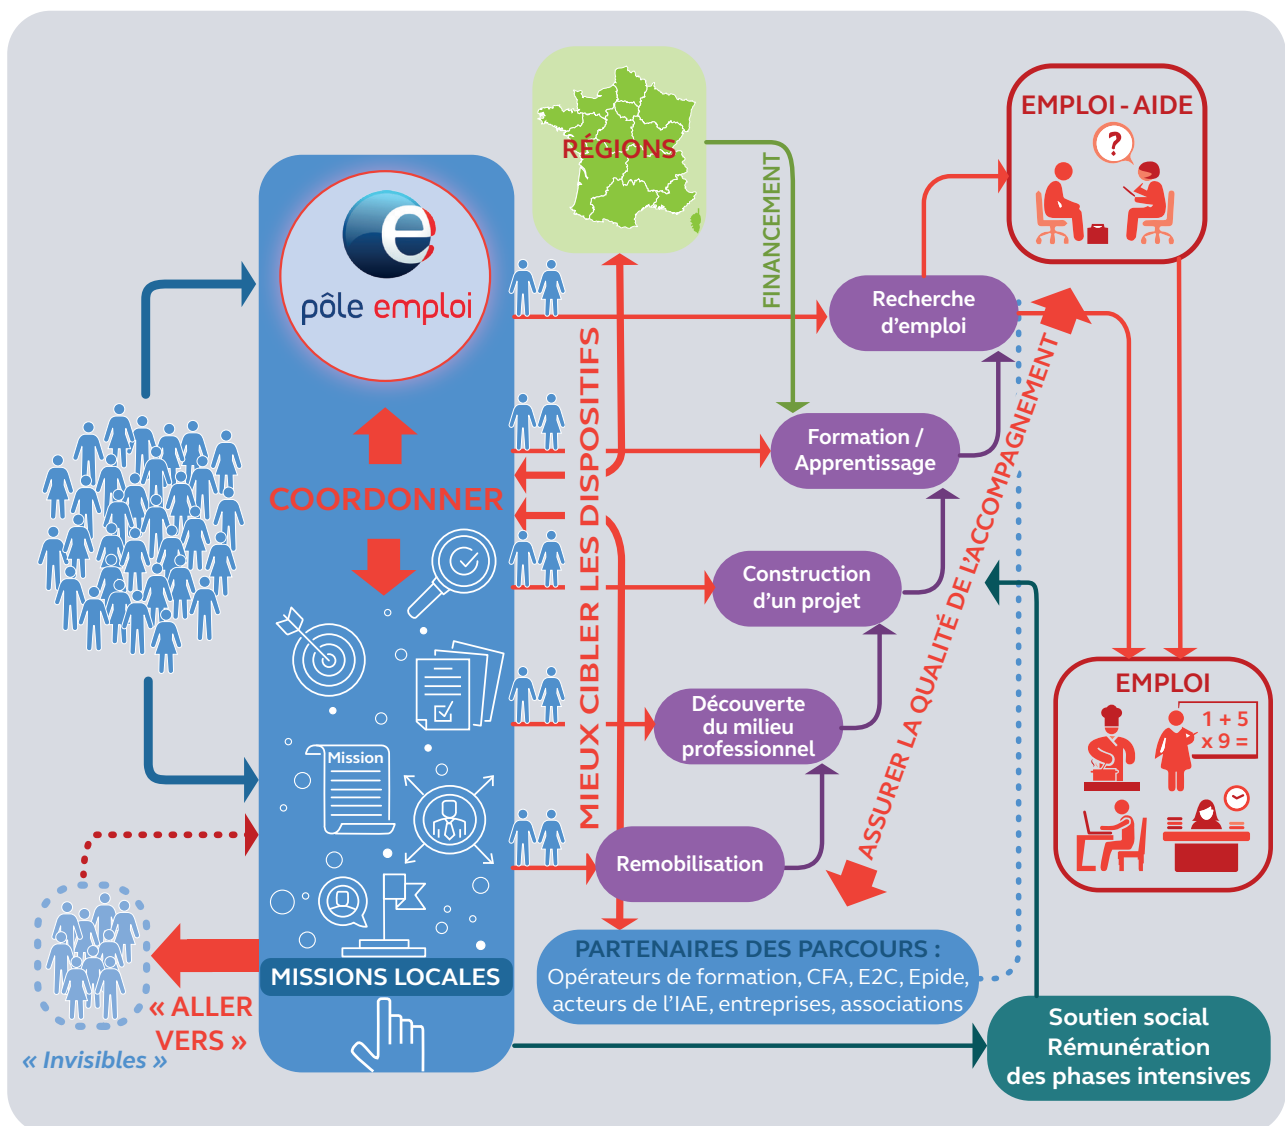 RÉGIONS
FINANCEMENT
EMPLOI - AIDE
?
e
pôle emploi
COORDONNER
MIEUX CIBLER LES DISPOSITIFS
Recherche
d'emploi
Formation /
Apprentissage
Construction
d'un projet
Découverte
du milieu
professionnel
Remobilisation
ASSURER LA QUALITÉ DE L'ACCOMPAGNEMENT
EMPLOI
1 + 5
x 9 =
Mission
MISSIONS LOCALES
« ALLER
VERS »
« Invisibles »
PARTENAIRES DES PARCOURS :
Opérateurs de formation, CFA, E2C, Epide,
acteurs de l'IAE, entreprises, associations
Soutien social
Rémunération
des phases intensives